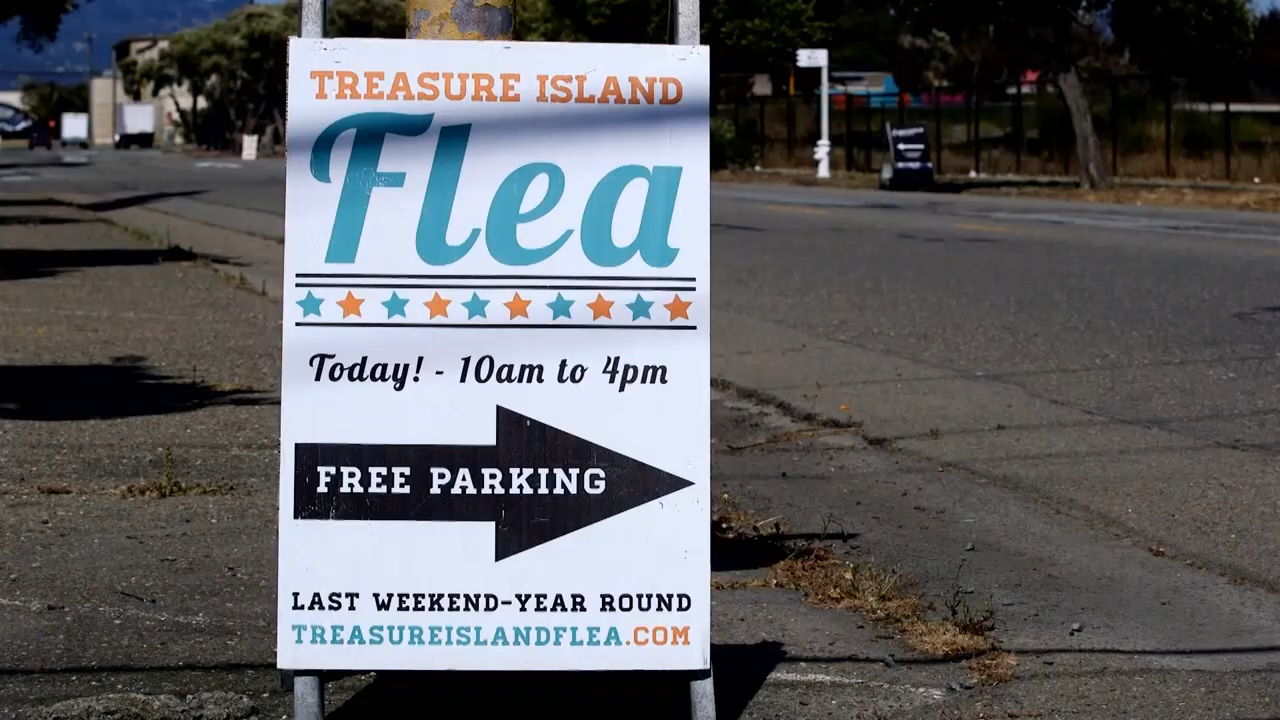 TREASURE ISLAND
Flea
Today! - 10am to 4pm
FREE PARKING
LAST WEEKEND-YEAR ROUND
TREASUREISLANDFLEA.COM